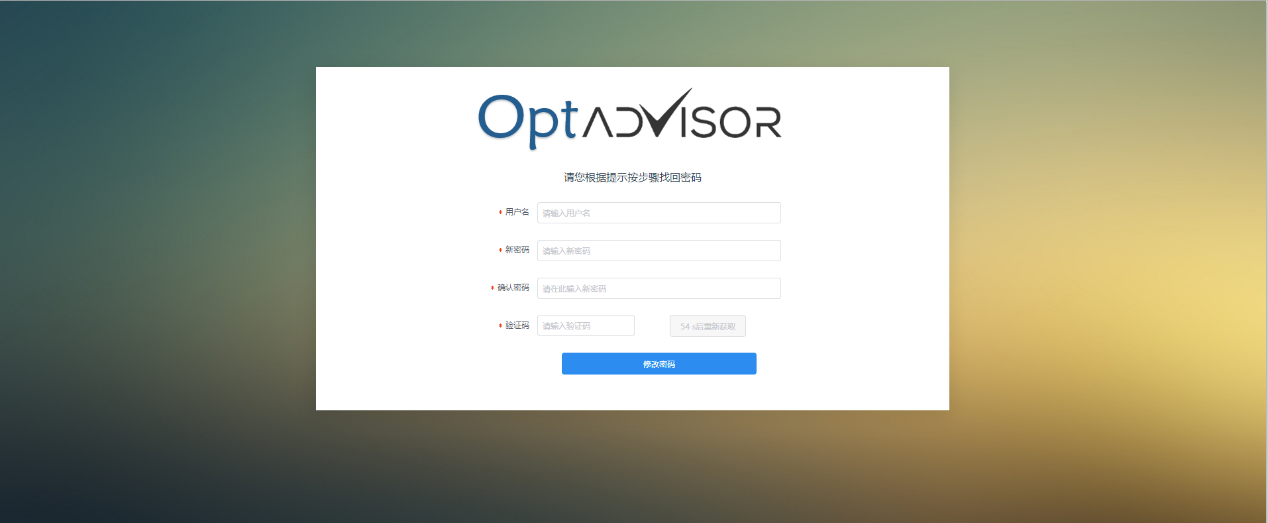 Opt ADVISOR
请您根据提示按步骤找回密码
* 用户名 请输入用户名
* 新密码 请输入新密码
* 确认密码 请在此输入新密码
* 验证码 请输入验证码 54 s后重新获取
修改密码